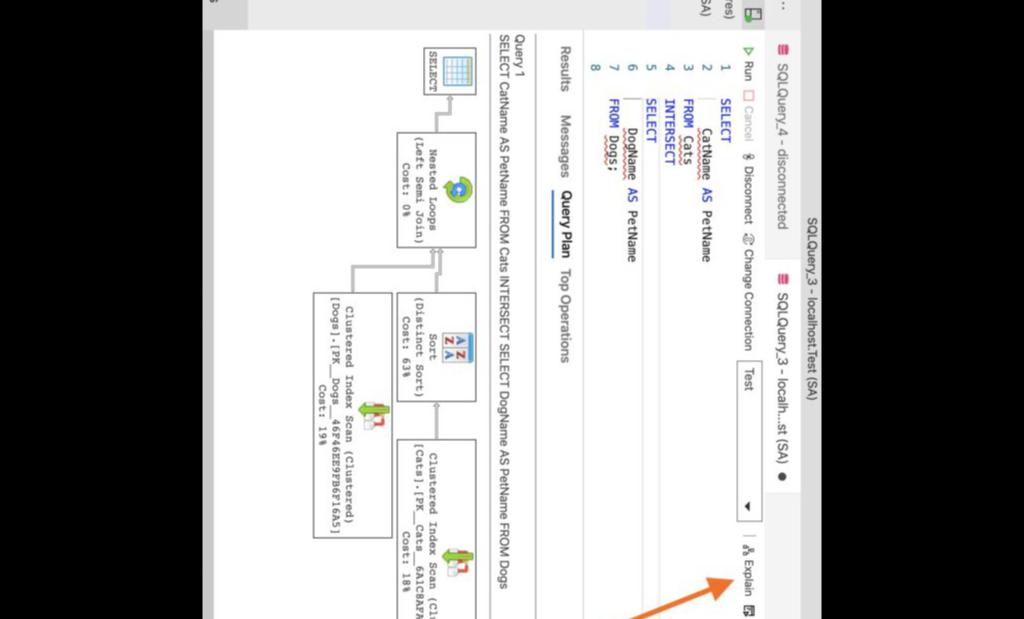 SQLQuery_3 - localhost.Test (SA)
SQLQuery_4 - disconnected
SQLQuery_3 - localh...st (SA)
Run Cancel Disconnect Change Connection Test Explain
res)
SA)
1 SELECT
2 CatName AS PetName
3 FROM Cats
4 INTERSECT
5 SELECT
6 DogName AS PetName
7 FROM Dogs;
8
Results Messages Query Plan Top Operations
Query 1
SELECT CatName AS PetName FROM Cats INTERSECT SELECT DogName AS PetName FROM Dogs
SELECT
Nested Loops
(Left Semi Join)
Cost: 0%
Sort
(Distinct Sort)
Cost: 63%
Clustered Index Scan (Clu
[Cats].[PK__Cats__6A1C8AFA
Cost: 18%
Clustered Index Scan (Clustered)
[Dogs].[PK__Dogs__46F46EE9FB6F16A5]
Cost: 19%